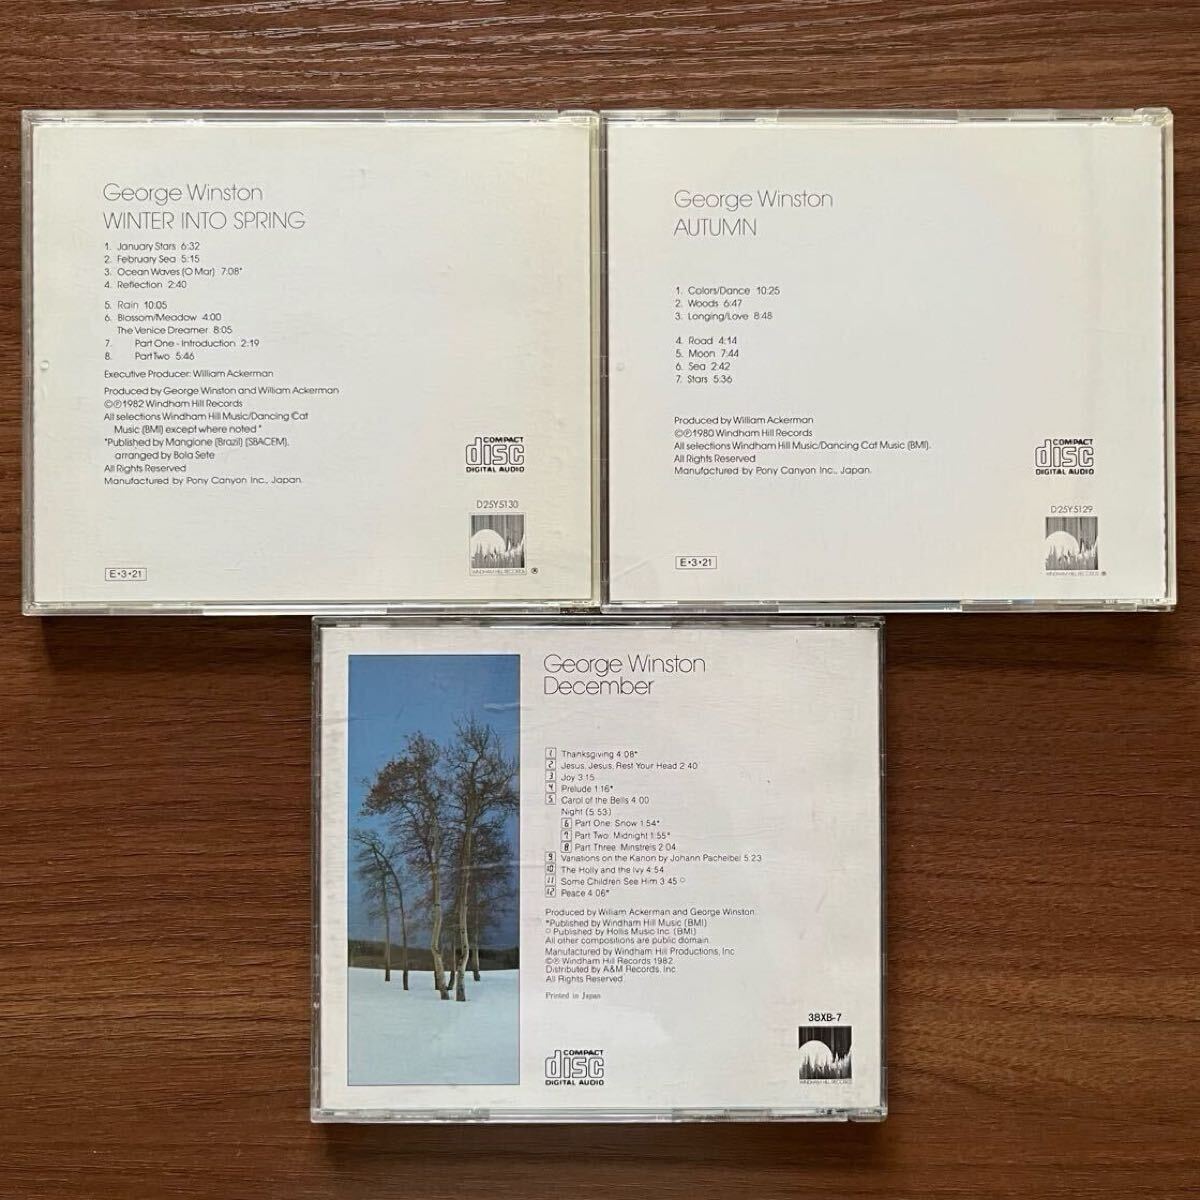 George Winston
WINTER INTO SPRING
1. January Stars 6:32
2. February Sea 5:15
3. Ocean Waves (O Mar) 7:08*
4. Reflection 2:40
5. Rain 10:05
6. Blossom/Meadow 4:00
The Venice Dreamer 8:05
7. Part One - Introduction 2:19
8. Part Two 5:46
Executive Producer: William Ackerman
Produced by George Winston and William Ackerman
©℗1982 Windham Hill Records
All selections Windham Hill Music/Dancing Cat
Music (BMI) except where noted*
*Published by Mangione (Brazil) (SBACEM),
arranged by Bola Sete
All Rights Reserved
Manufactured by Pony Canyon Inc., Japan.
COMPACT
disc
DIGITAL AUDIO
D25Y5130
WINDHAM HILL RECORDS ®
E•3•21
George Winston
AUTUMN
1. Colors/Dance 10:25
2. Woods 6:47
3. Longing/Love 8:48
4. Road 4:14
5. Moon 7:44
6. Sea 2:42
7. Stars 5:36
Produced by William Ackerman
©℗1980 Windham Hill Records
All selections Windham Hill Music/Dancing Cat Music (BMI).
All Rights Reserved
Manufactured by Pony Canyon Inc., Japan.
COMPACT
disc
DIGITAL AUDIO
D25Y5129
WINDHAM HILL RECORDS ®
E•3•21
George Winston
December
1 Thanksgiving 4:08*
2 Jesus, Jesus, Rest Your Head 2:40
3 Joy 3:15
4 Prelude 1:16*
5 Carol of the Bells 4:00
Night (5:53)
6 Part One: Snow 1:54*
7 Part Two: Midnight 1:55*
8 Part Three: Minstrels 2:04
9 Variations on the Kanon by Johann Pachelbel 5:23
10 The Holly and the Ivy 4:54
11 Some Children See Him 3:45 ○
12 Peace 4:06*
Produced by William Ackerman and George Winston.
*Published by Windham Hill Music (BMI)
○ Published by Hollis Music Inc. (BMI)
All other compositions are public domain.
Manufactured by Windham Hill Productions, Inc
©℗ Windham Hill Records 1982
Distributed by A&M Records, Inc.
All Rights Reserved.
Printed in Japan
COMPACT
disc
DIGITAL AUDIO
38XB-7
WINDHAM HILL RECORDS